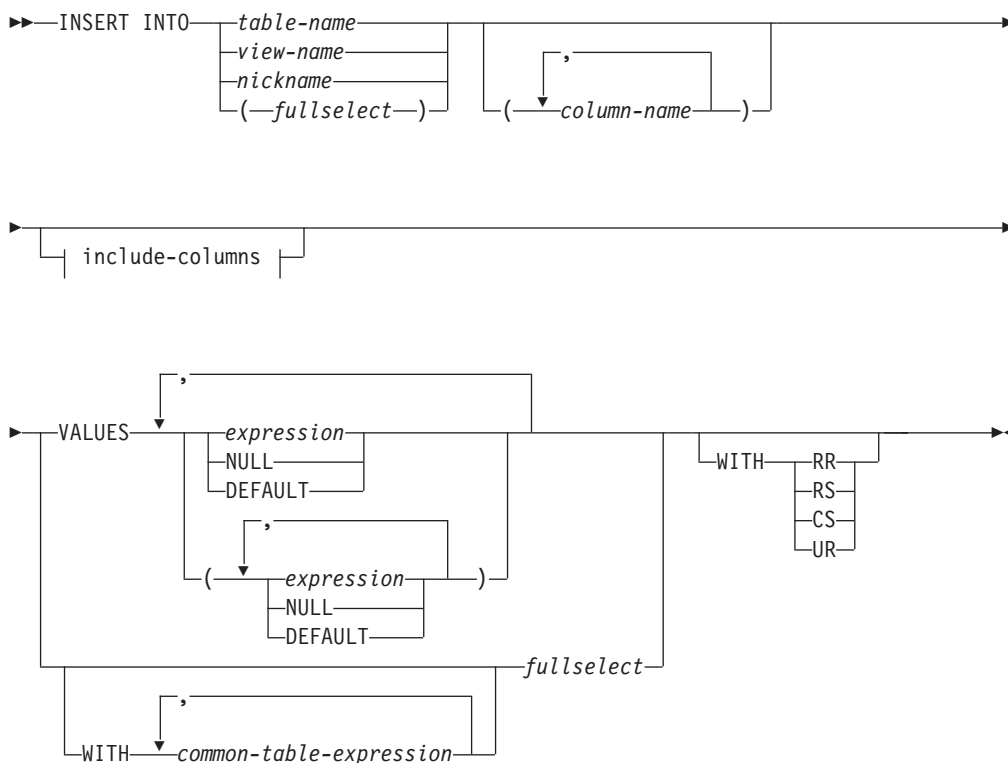 INSERT INTO table-name
view-name
nickname
( fullselect )
,
( column-name )
include-columns
,
VALUES expression
NULL
DEFAULT
,
( expression )
NULL
DEFAULT
WITH RR
RS
CS
UR
fullselect
,
WITH common-table-expression